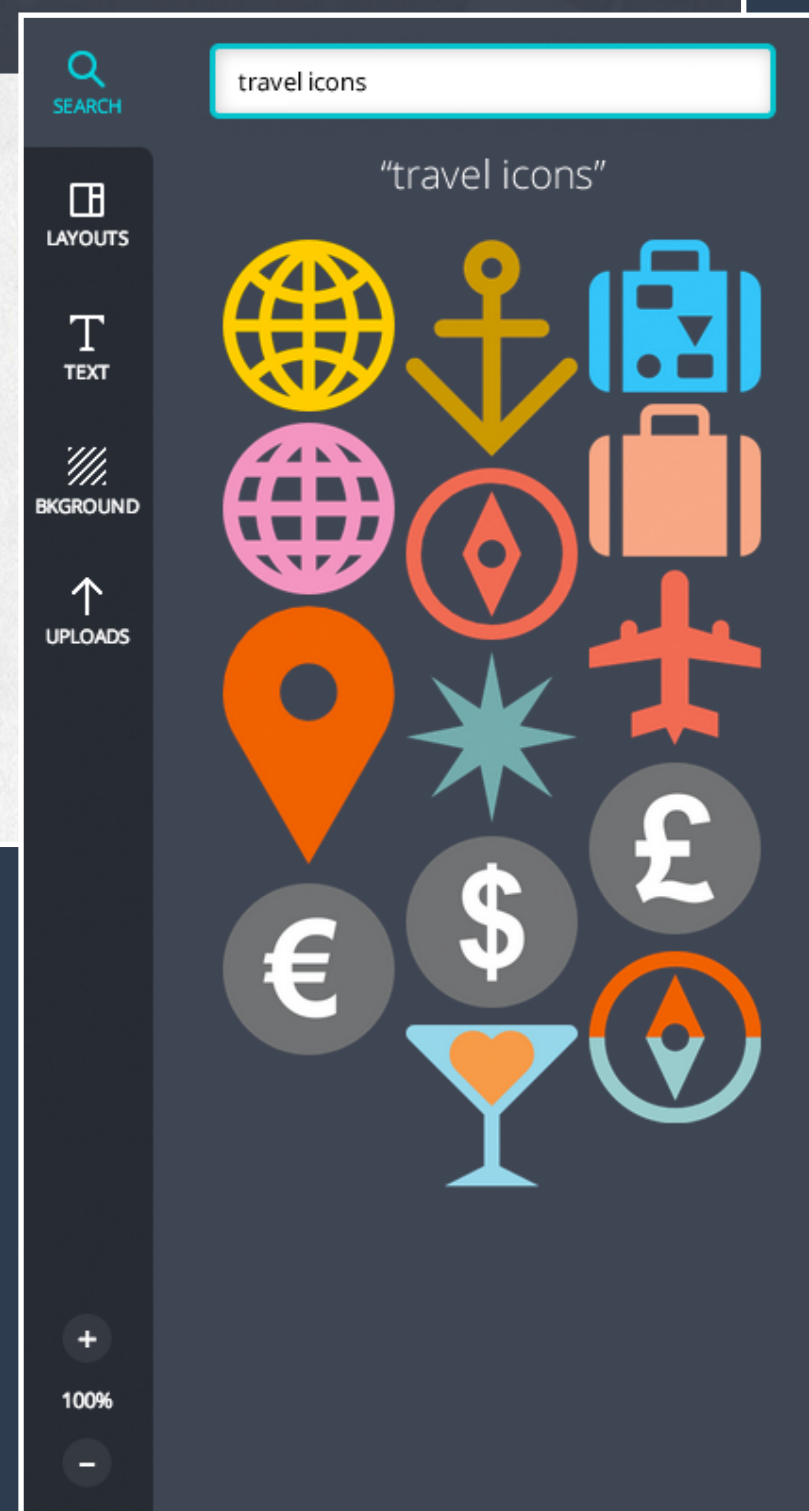 SEARCH
travel icons
“travel icons”
LAYOUTS
TEXT
BKGROUND
UPLOADS
£
$
€
+
100%
–